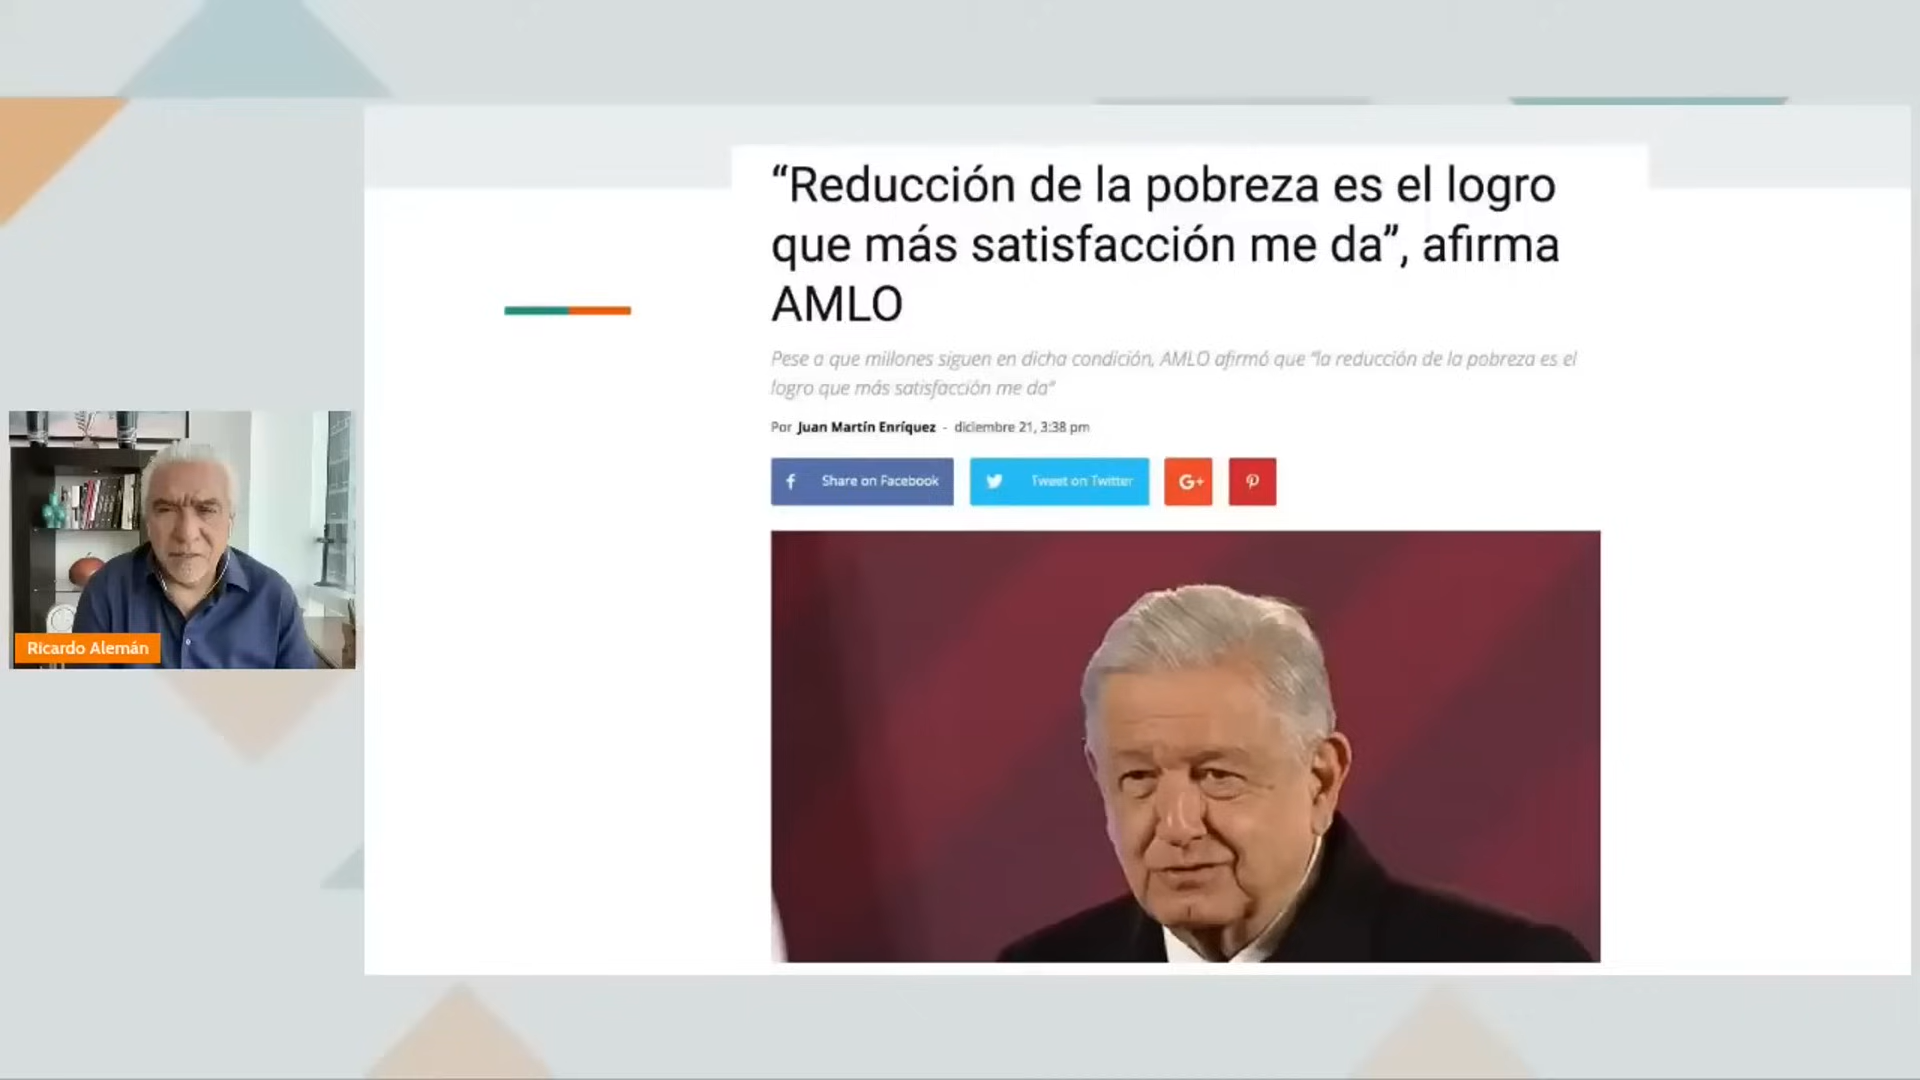 “Reducción de la pobreza es el logro
que más satisfacción me da”, afirma
AMLO
Pese a que millones siguen en dicha condición, AMLO afirmó que “la reducción de la pobreza es el
logro que más satisfacción me da”
Por Juan Martín Enríquez - diciembre 21, 3:38 pm
Share on Facebook
Tweet on Twitter
G+
Ricardo Alemán